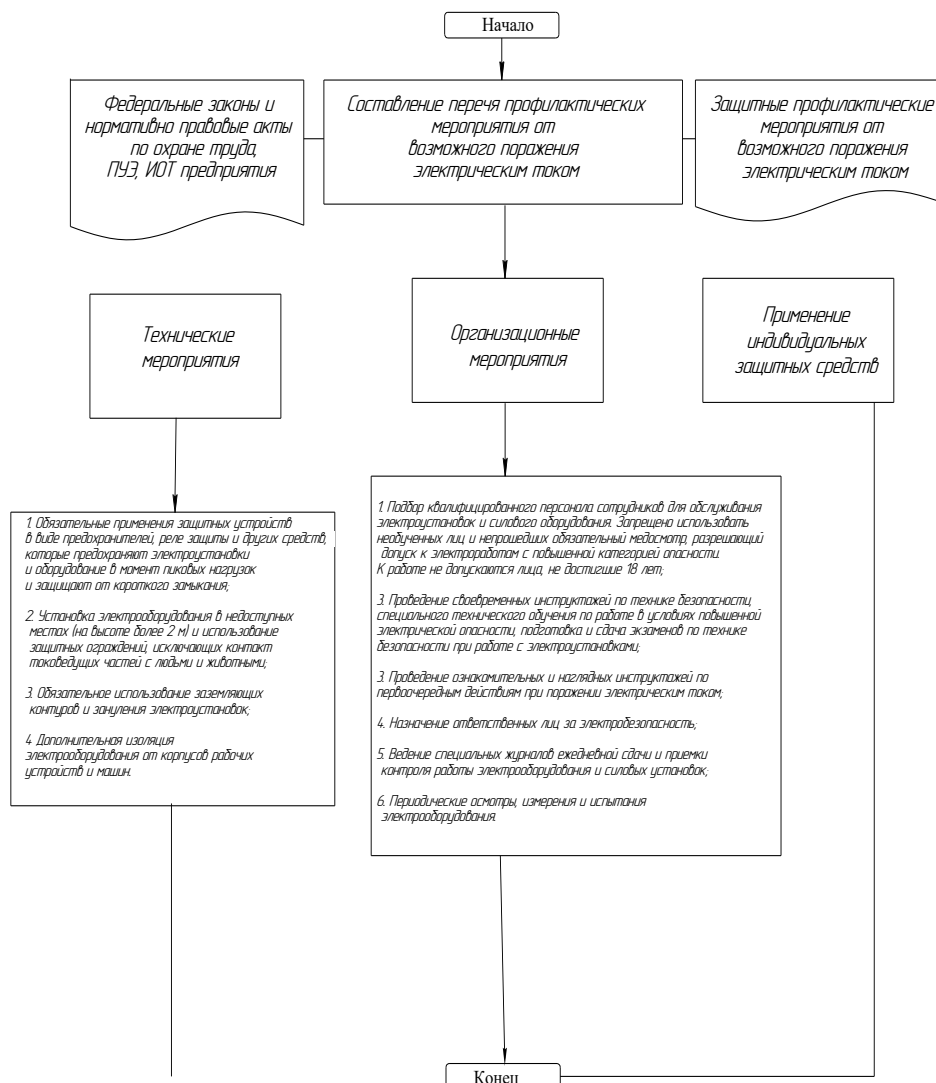 Начало
Федеральные законы и
нормативно правовые акты
по охране труда,
ПУЭ, ИОТ предприятия
Составление перечя профилактических
мероприятия от
возможного поражения
электрическим током
Защитные профилактические
мероприятия от
возможного поражения
электрическим током
Технические
мероприятия
Организационные
мероприятия
Применение
индивидуальных
защитных средств
1. Обязательные применения защитных устройств
в виде предохранителей, реле защиты и других средств,
которые предохраняют электроустановки
и оборудование в момент пиковых нагрузок
и защищают от короткого замыкания;
2. Установка электрооборудования в недоступных
местах (на высоте более 2 м) и использование
защитных ограждений, исключающих контакт
токоведущих частей с людьми и животными;
3. Обязательное использование заземляющих
контуров и зануления электроустановок;
4. Дополнительная изоляция
электрооборудования от корпусов рабочих
устройств и машин.
1. Подбор квалифицированного персонала сотрудников для обслуживания
электроустановок и силового оборудования. Запрещено использовать
необученных лиц и непрошедших обязательный медосмотр, разрешающий
допуск к электроработам с повышенной категорией опасности.
К работе не допускаются лица, не достигшие 18 лет;
3. Проведение своевременных инструктажей по технике безопасности,
специального технического обучения по работе в условиях повышенной
электрической опасности, подготовка и сдача экзаменов по технике
безопасности при работе с электроустановками;
3. Проведение ознакомительных и наглядных инструктажей по
первоочередным действиям при поражении электрическим током;
4. Назначение ответственных лиц за электробезопасность;
5. Ведение специальных журналов ежедневной сдачи и приемки
контроля работы электрооборудования и силовых установок;
6. Периодические осмотры, измерения и испытания
электрооборудования.
Конец